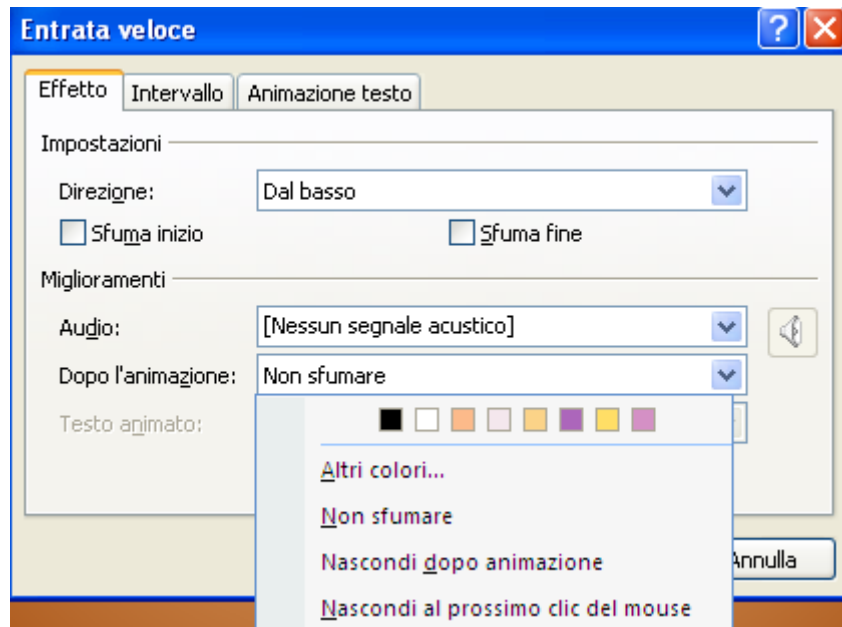 Entrata veloce
Effetto Intervallo Animazione testo
Impostazioni
Direzione: Dal basso
Sfuma inizio Sfuma fine
Miglioramenti
Audio: [Nessun segnale acustico]
Dopo l'animazione: Non sfumare
Testo animato:
Altri colori...
Non sfumare
Nascondi dopo animazione
Annulla
Nascondi al prossimo clic del mouse